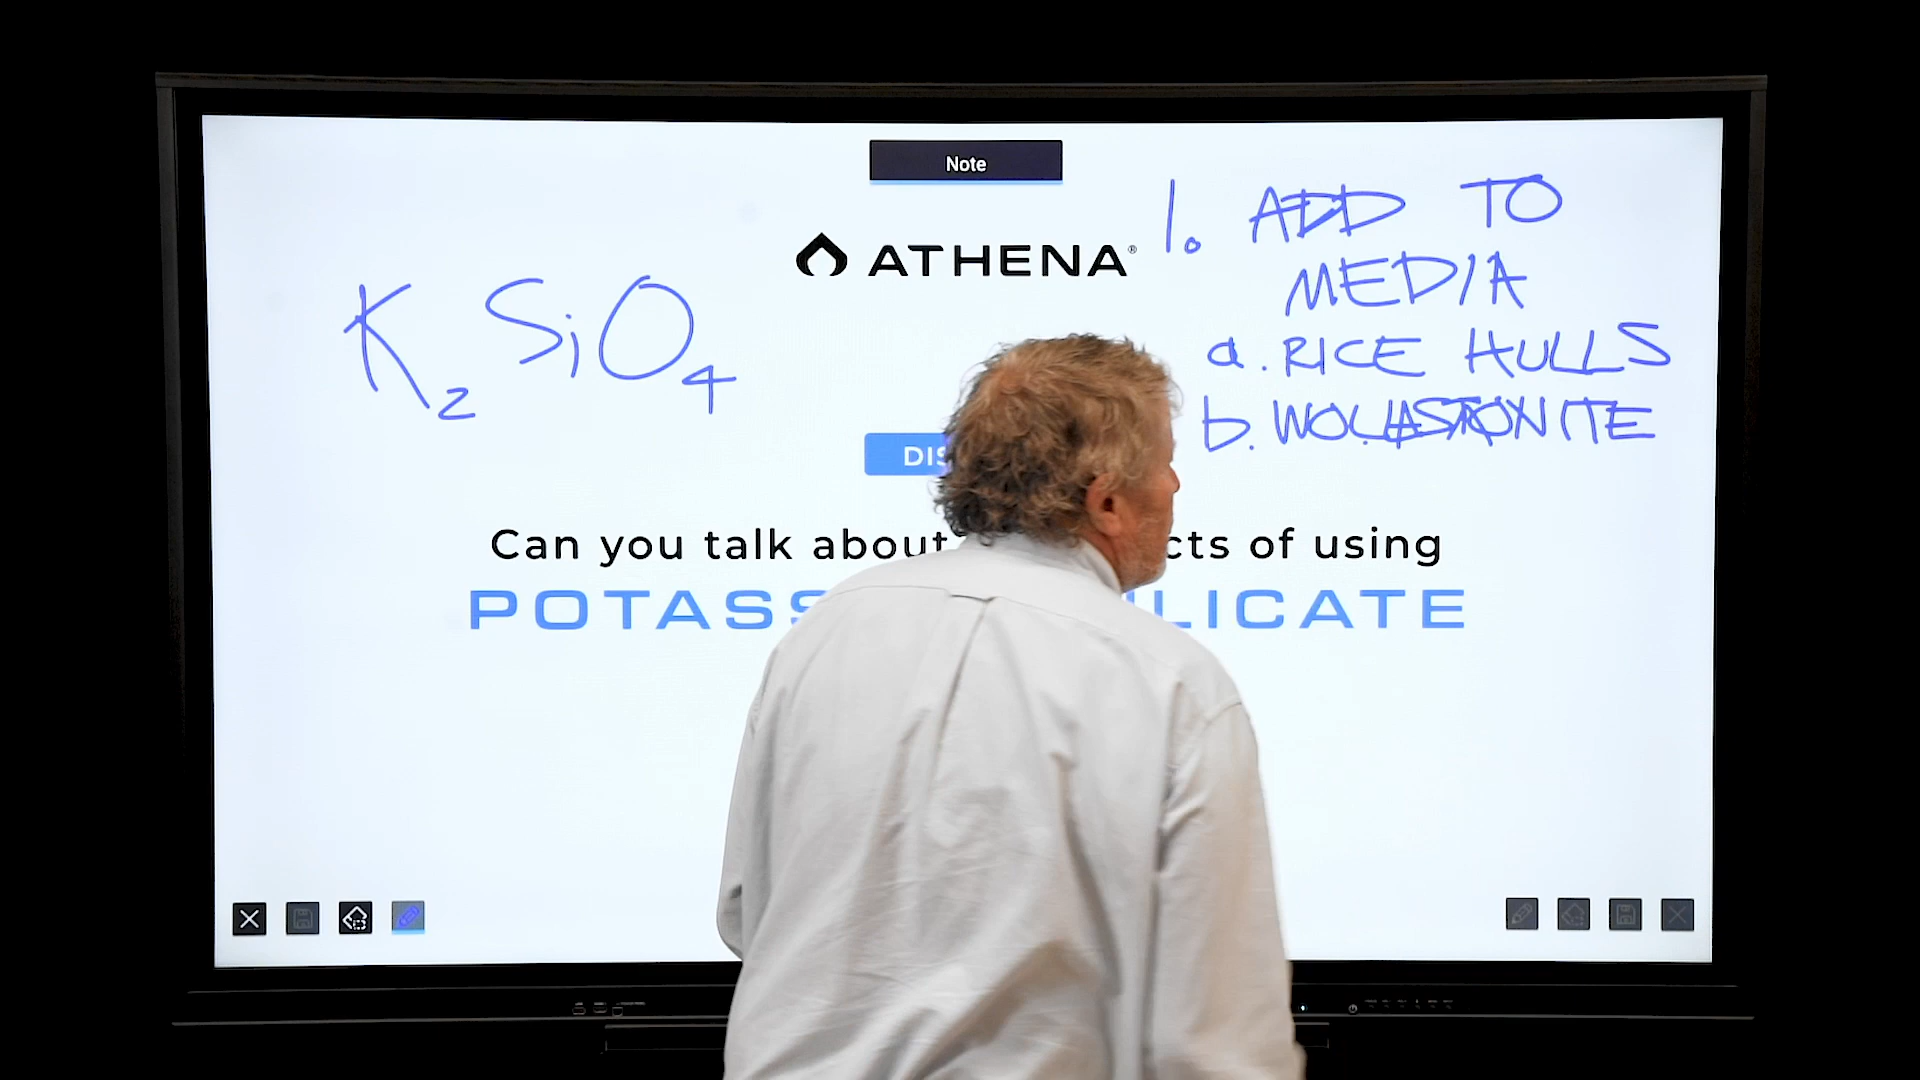 Note
ATHENA®
K₂SiO₄
1. ADD TO
MEDIA
a. RICE HULLS
b. WOLLASTONITE
DIS
Can you talk about cts of using
POTASS LICATE